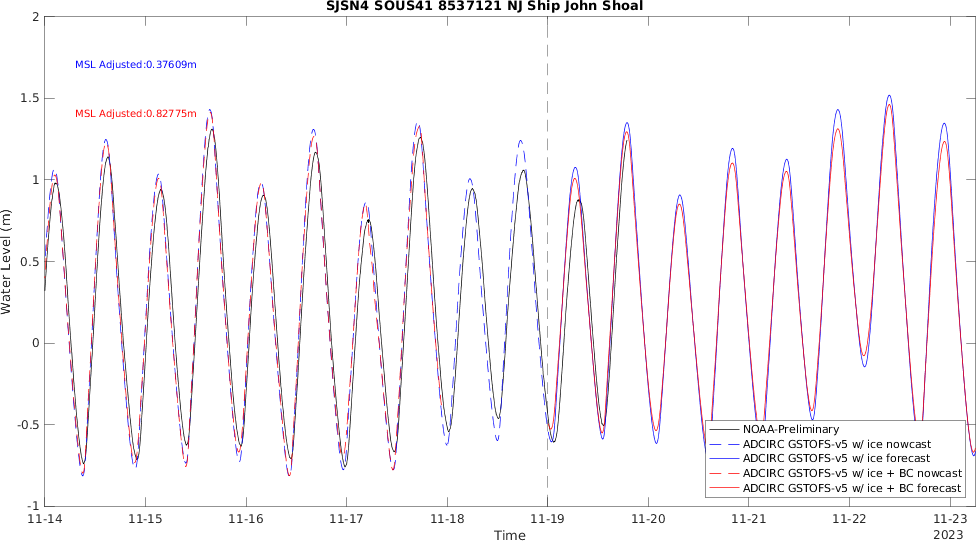 SJSN4 SOUS41 8537121 NJ Ship John Shoal
2
1.5
1
0.5
0
-0.5
-1
Water Level (m)
MSL Adjusted:0.37609m
MSL Adjusted:0.82775m
NOAA-Preliminary
ADCIRC GSTOFS-v5 w/ ice nowcast
ADCIRC GSTOFS-v5 w/ ice forecast
ADCIRC GSTOFS-v5 w/ ice + BC nowcast
ADCIRC GSTOFS-v5 w/ ice + BC forecast
11-14 11-15 11-16 11-17 11-18 11-19 11-20 11-21 11-22 11-23
2023
Time